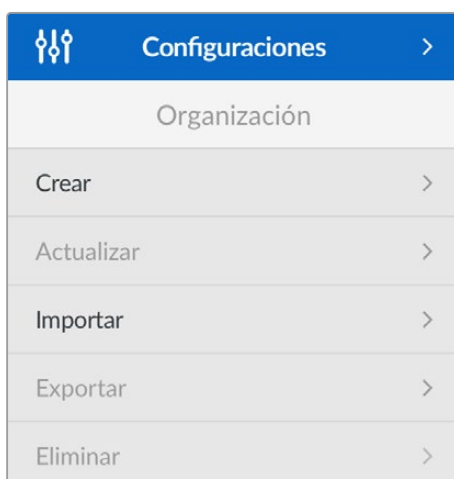 Configuraciones
Organización
Crear
Actualizar
Importar
Exportar
Eliminar